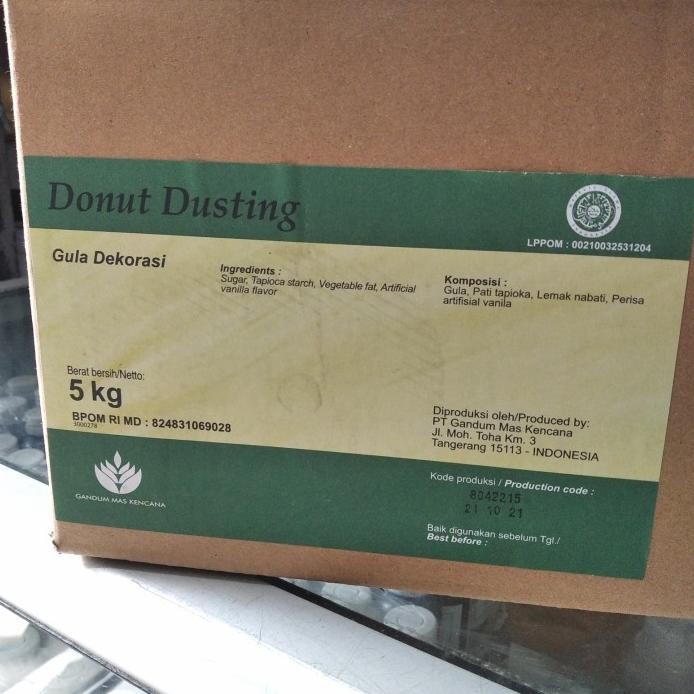 Donut Dusting
LPPOM : 00210032531204
Gula Dekorasi
Ingredients :
Sugar, Tapioca starch, Vegetable fat, Artificial
vanilla flavor
Komposisi :
Gula, Pati tapioka, Lemak nabati, Perisa
artifisial vanila
Berat bersih/Netto:
5 kg
BPOM RI MD : 824831069028
3000278
Diproduksi oleh/Produced by:
PT Gandum Mas Kencana
Jl. Moh. Toha Km. 3
Tangerang 15113 - INDONESIA
GANDUM MAS KENCANA
Kode produksi / Production code :
8042215
21 10 21
Baik digunakan sebelum Tgl./
Best before :